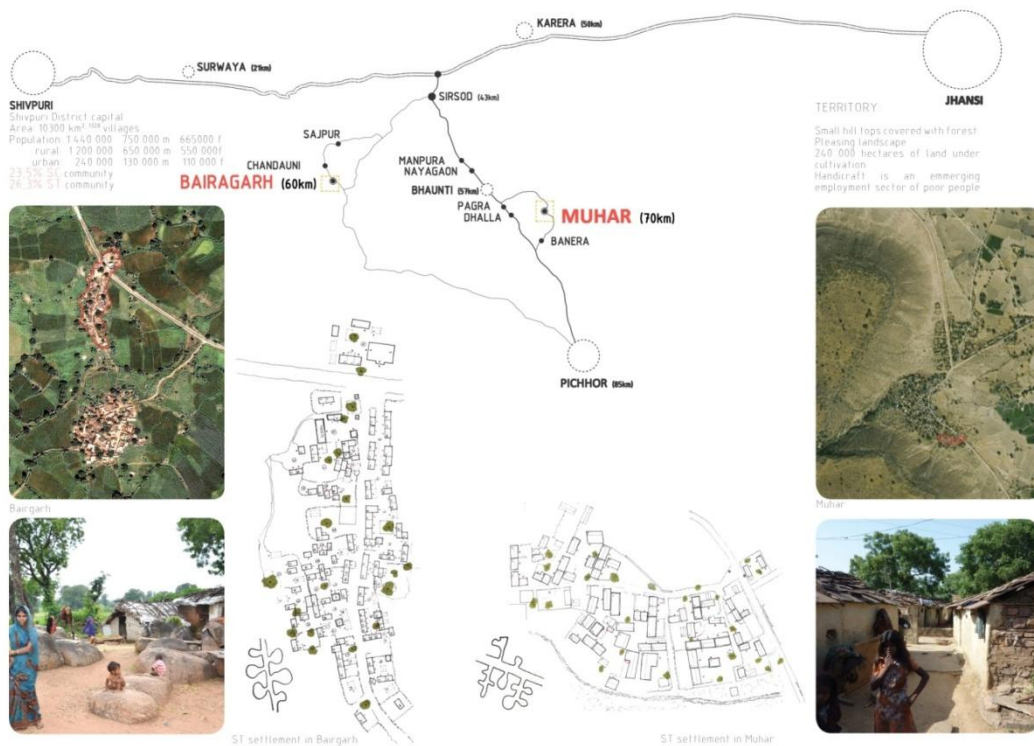 KARERA (50km)
SURWAYA (21km)
JHANSI
SHIVPURI
Shivpuri District capital
Area: 10300 km², 1328 villages
Population: 1 440 000 750 000 m 665000 f
rural: 1 200 000 650 000 m 550 000f
urban: 240 000 130 000 m 110 000 f
23.5% SC community
26.3% ST community
SIRSOD (43km)
SAJPUR
CHANDAUNI
BAIRAGARH (60km)
MANPURA
NAYAGAON
BHAUNTI (57km)
PAGRA
DHALLA
MUHAR (70km)
BANERA
PICHHOR (85km)
TERRITORY:
Small hill tops covered with forest
Pleasing landscape
240 000 hectares of land under
cultivation
Handicraft is an emmerging
employment sector of poor people
Bairgarh
Muhar
ST settlement in Bairgarh
ST settlement in Muhar